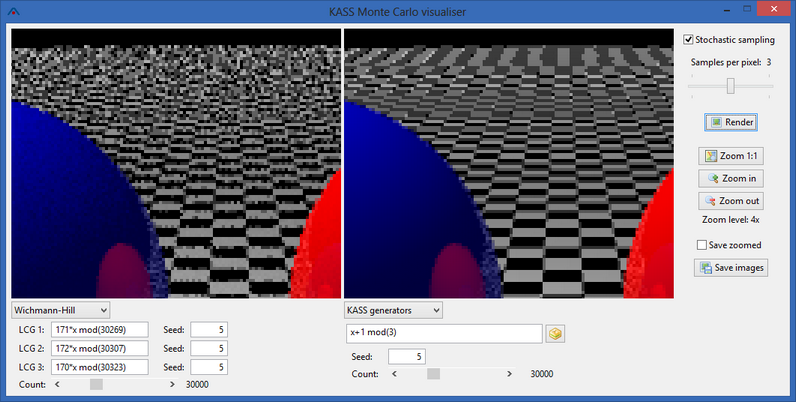 KASS Monte Carlo visualiser
Stochastic sampling
Samples per pixel: 3
Render
Zoom 1:1
Zoom in
Zoom out
Zoom level: 4x
Save zoomed
Save images
Wichmann-Hill
LCG 1: 171*x mod(30269) Seed: 5
LCG 2: 172*x mod(30307) Seed: 5
LCG 3: 170*x mod(30323) Seed: 5
Count: < > 30000
KASS generators
x+1 mod(3)
Seed: 5
Count: < > 30000